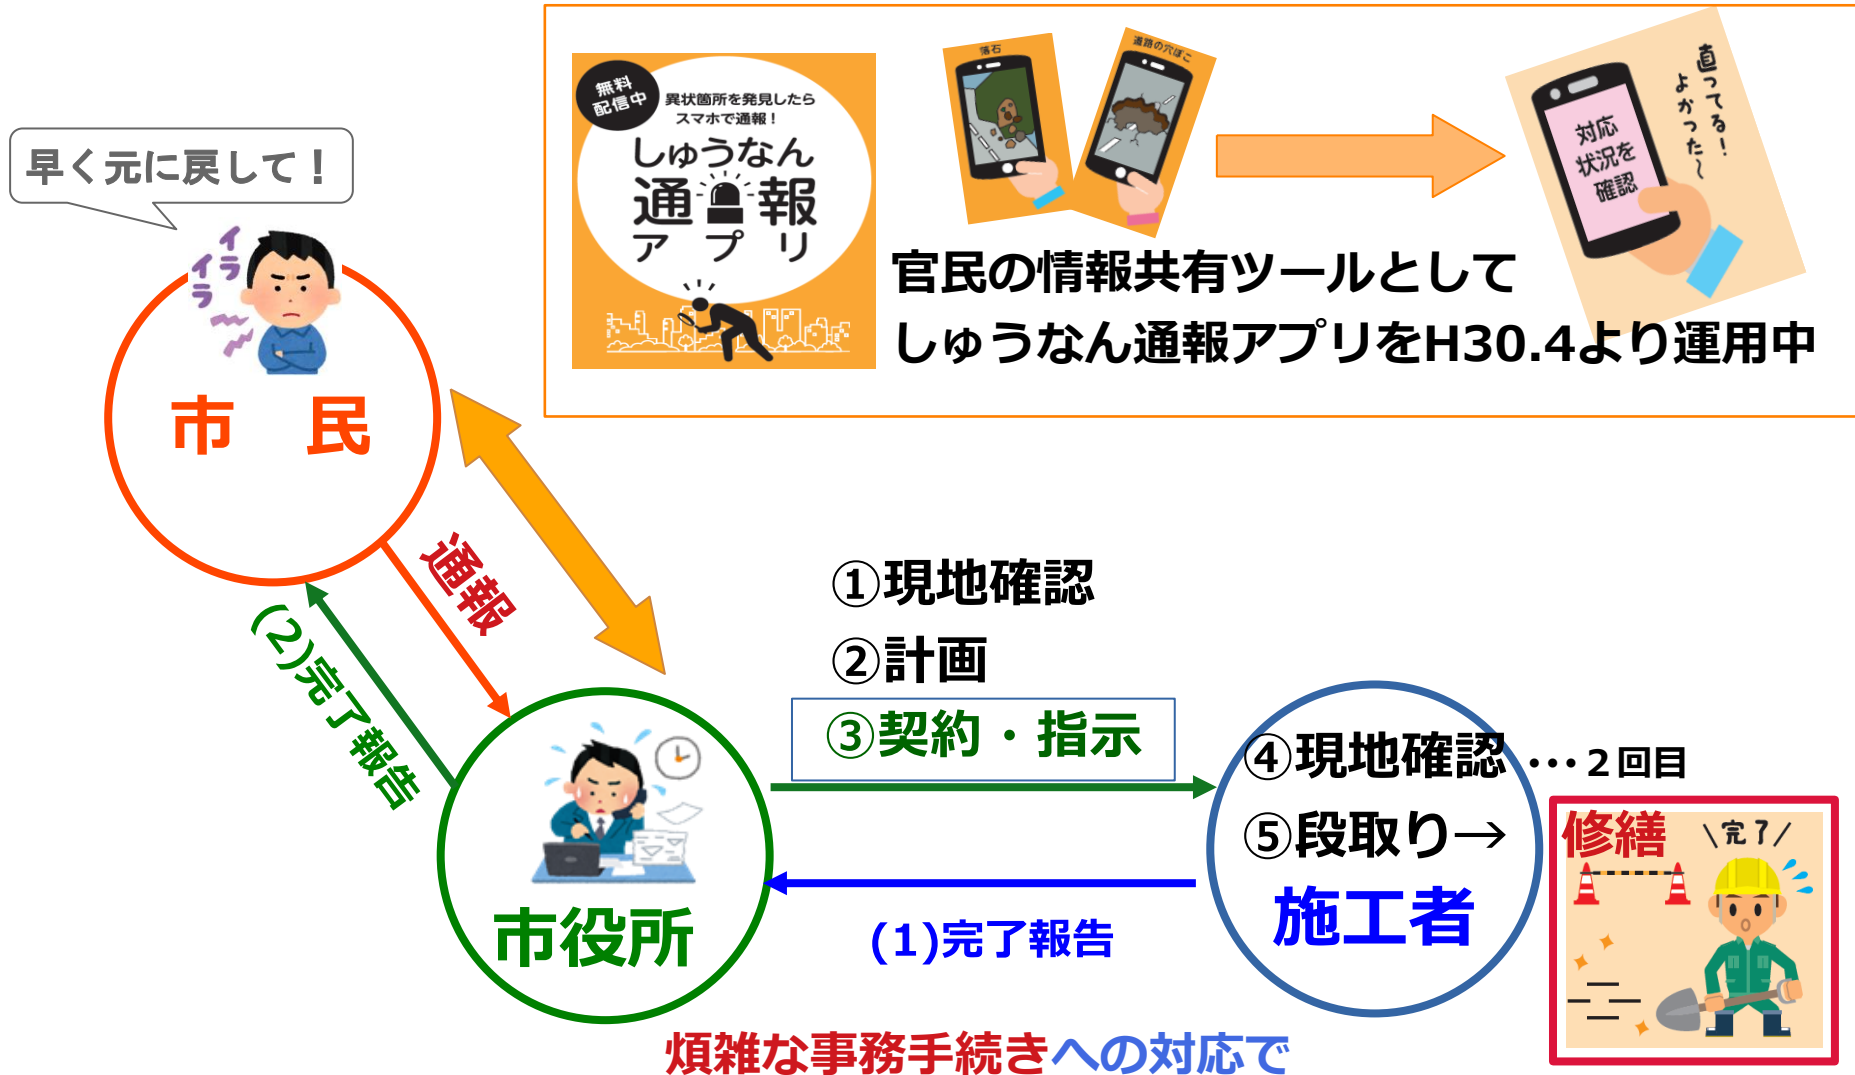 無料
配信中
異状箇所を発見したら
スマホで通報！
しゅうなん
通報
アプリ
落石
道路の穴ぼこ
対応
状況を
確認
直ってる！
よかった～
官民の情報共有ツールとして
しゅうなん通報アプリをH30.4より運用中
早く元に戻して！
イライラ
市　民
通報
(2)完了報告
①現地確認
②計画
③契約・指示
④現地確認・・・２回目
⑤段取り→
施工者
修繕
＼完了／
市役所
(1)完了報告
煩雑な事務手続きへの対応で